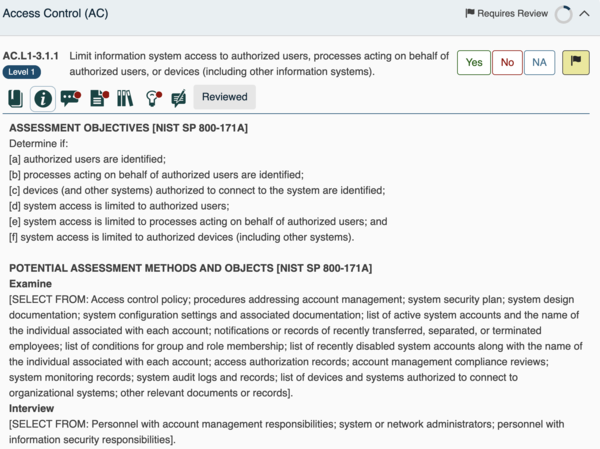 Access Control (AC)
Requires Review
AC.L1-3.1.1 Limit information system access to authorized users, processes acting on behalf of
Level 1 authorized users, or devices (including other information systems).
Yes No NA
Reviewed
ASSESSMENT OBJECTIVES [NIST SP 800-171A]
Determine if:
[a] authorized users are identified;
[b] processes acting on behalf of authorized users are identified;
[c] devices (and other systems) authorized to connect to the system are identified;
[d] system access is limited to authorized users;
[e] system access is limited to processes acting on behalf of authorized users; and
[f] system access is limited to authorized devices (including other systems).
POTENTIAL ASSESSMENT METHODS AND OBJECTS [NIST SP 800-171A]
Examine
[SELECT FROM: Access control policy; procedures addressing account management; system security plan; system design
documentation; system configuration settings and associated documentation; list of active system accounts and the name of
the individual associated with each account; notifications or records of recently transferred, separated, or terminated
employees; list of conditions for group and role membership; list of recently disabled system accounts along with the name of
the individual associated with each account; access authorization records; account management compliance reviews;
system monitoring records; system audit logs and records; list of devices and systems authorized to connect to
organizational systems; other relevant documents or records].
Interview
[SELECT FROM: Personnel with account management responsibilities; system or network administrators; personnel with
information security responsibilities].